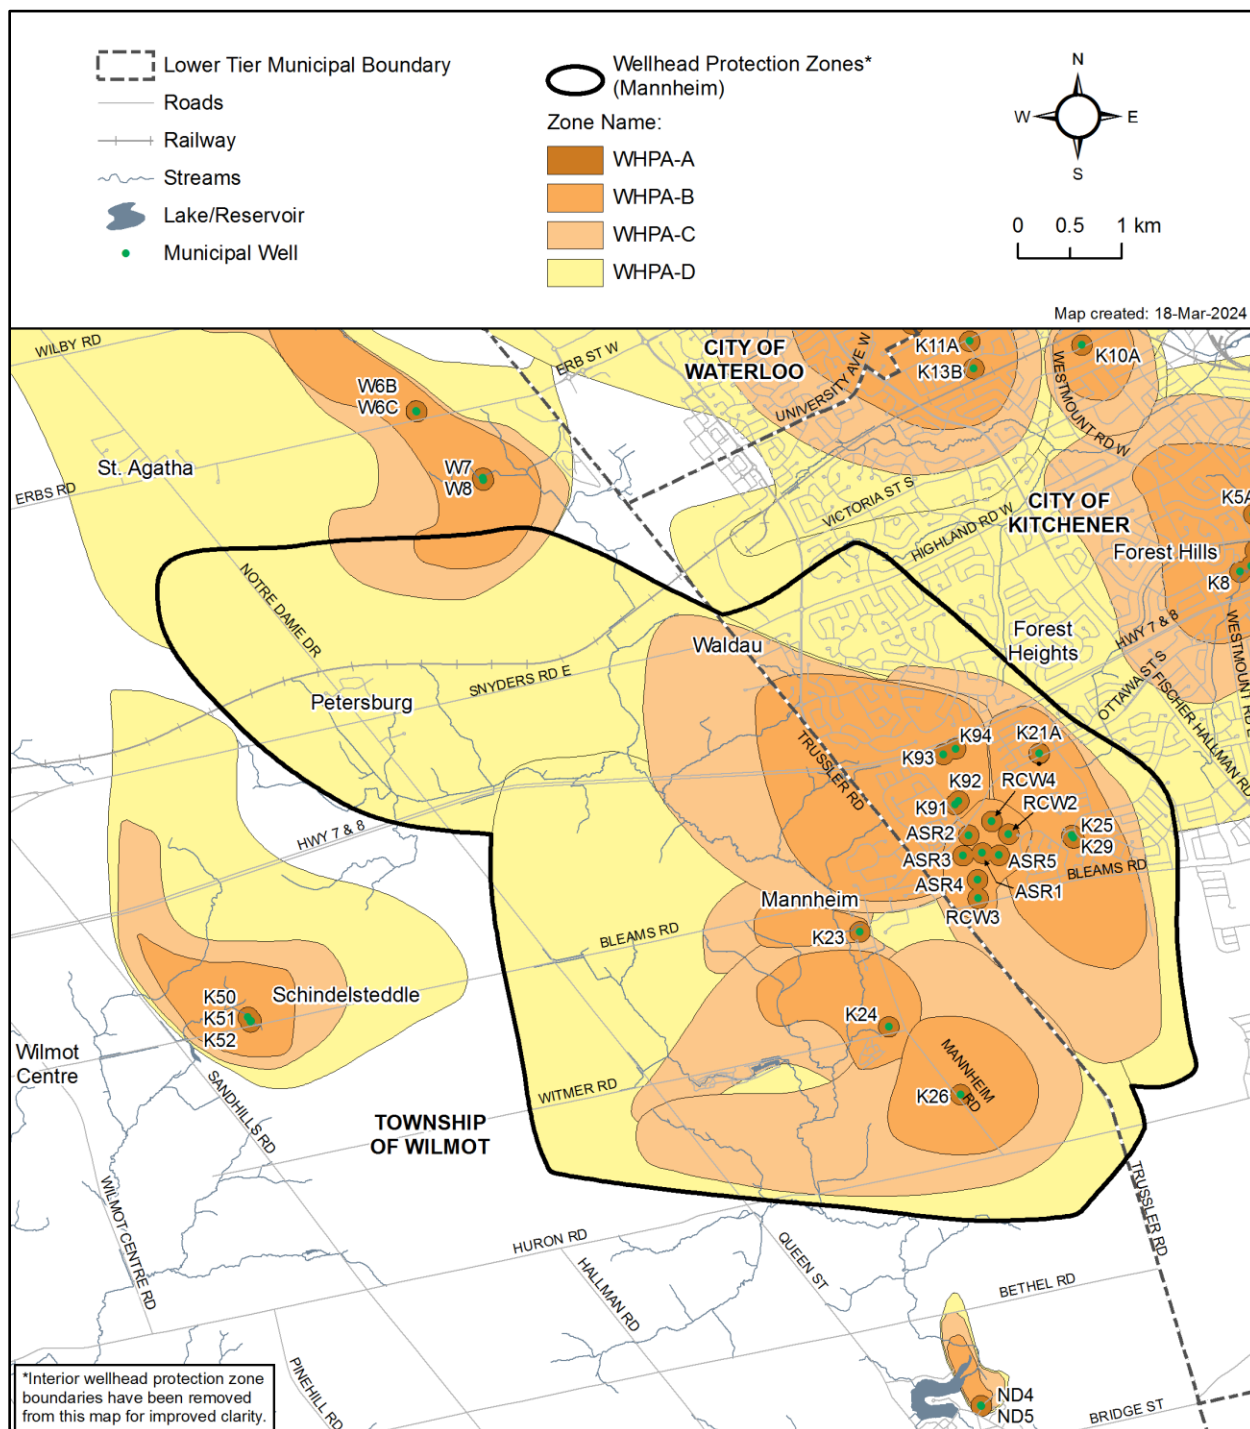 Lower Tier Municipal Boundary
Roads
Railway
Streams
Lake/Reservoir
Municipal Well
Wellhead Protection Zones*
(Mannheim)
Zone Name:
WHPA-A
WHPA-B
WHPA-C
WHPA-D
N
W
E
S
0 0.5 1 km
Map created: 18-Mar-2024
WILBY RD
ERB ST W
CITY OF
WATERLOO
UNIVERSITY AVE W
K11A
K13B
K10A
WESTMOUNT RD W
W6B
W6C
St. Agatha
W7
W8
ERBS RD
VICTORIA ST S
HIGHLAND RD W
CITY OF
KITCHENER
K5A
Forest Hills
K8
NOTRE DAME DR
Forest
Heights
HWY 7 & 8
WESTMOUNT RD E
Waldau
OTTAWA ST S
FISCHER HALLMAN RD
SNYDERS RD E
Petersburg
TRUSSLER RD
K94
K93
K21A
K92
RCW4
K91
RCW2
ASR2
K25
K29
HWY 7 & 8
ASR3
ASR5
BLEAMS RD
ASR4
ASR1
RCW3
Mannheim
BLEAMS RD
K23
K50
K51
K52
Schindelsteddle
K24
Wilmot
Centre
MANNHEIM
RD
WITMER RD
K26
SANDHILLS RD
TOWNSHIP
OF WILMOT
WILMOT CENTRE RD
TRUSSLER RD
HURON RD
QUEEN ST
HALLMAN RD
BETHEL RD
PINEHILL RD
*Interior wellhead protection zone
boundaries have been removed
from this map for improved clarity.
ND4
ND5
BRIDGE ST